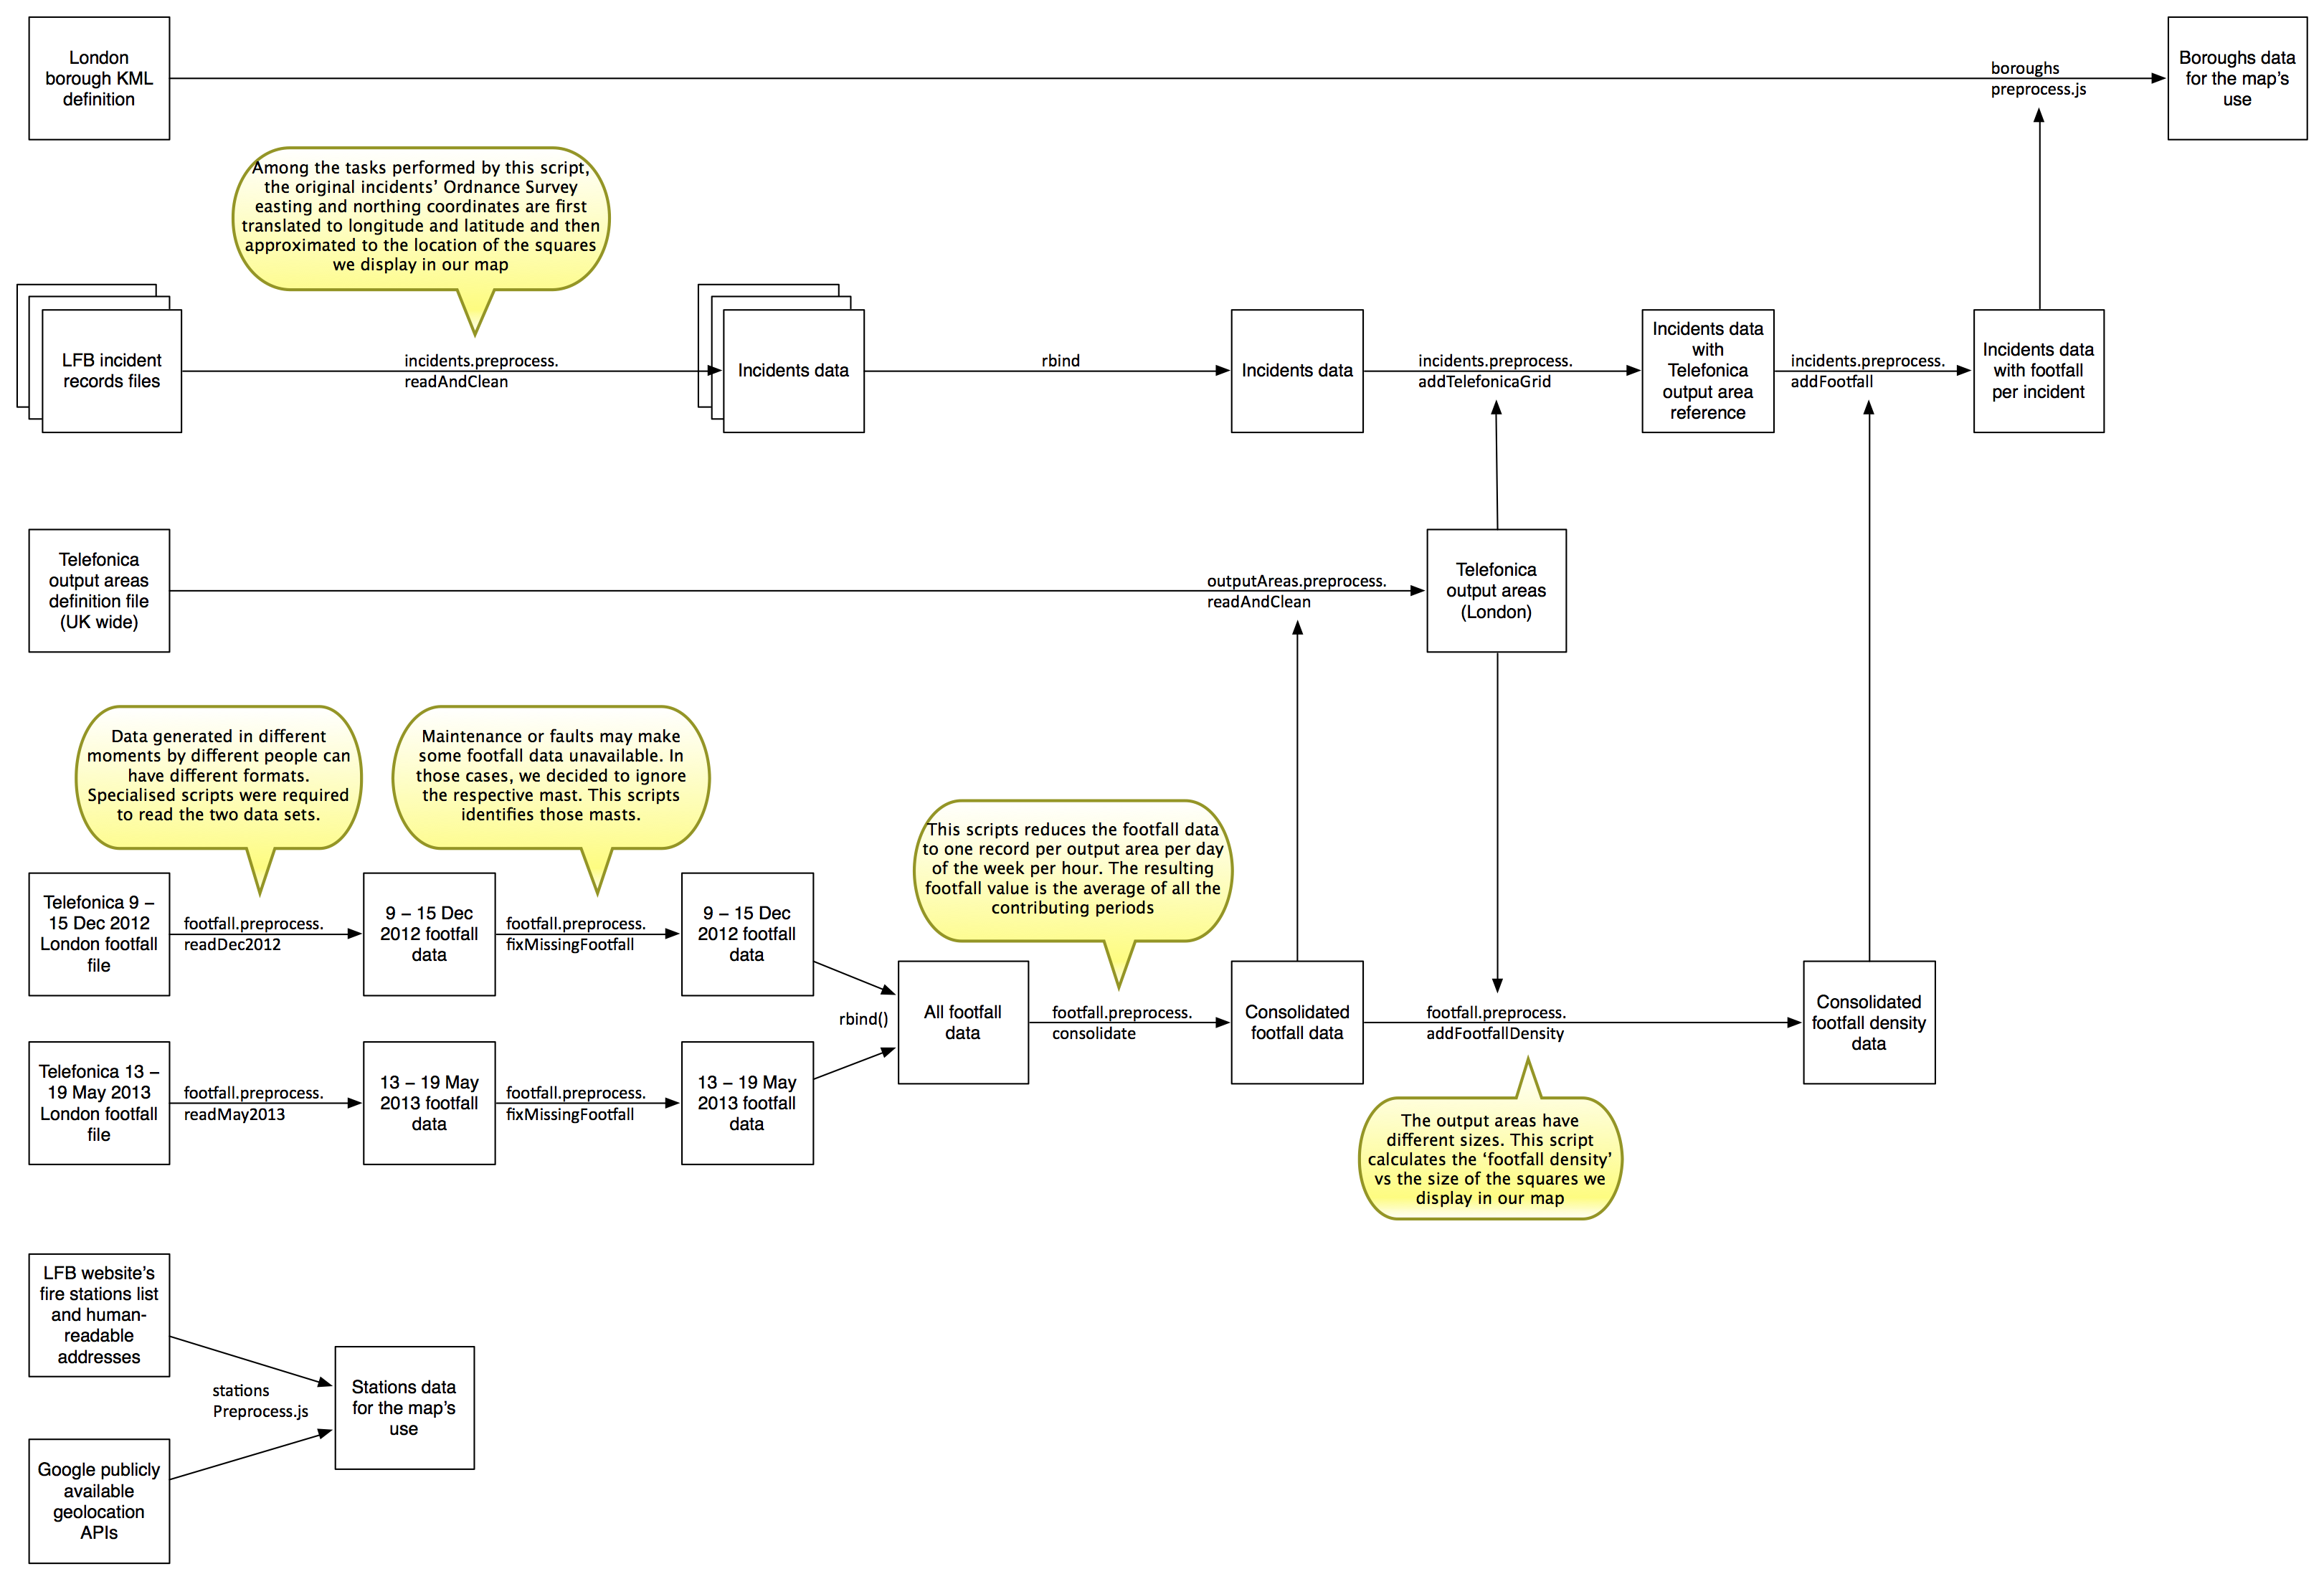 London
borough KML
definition
boroughs
preprocess.js
Boroughs data
for the map’s
use
Among the tasks performed by this script,
the original incidents’ Ordnance Survey
easting and northing coordinates are first
translated to longitude and latitude and then
approximated to the location of the squares
we display in our map
LFB incident
records files
incidents.preprocess.
readAndClean
Incidents data
rbind
Incidents data
incidents.preprocess.
addTelefonicaGrid
Incidents data
with
Telefonica
output area
reference
incidents.preprocess.
addFootfall
Incidents data
with footfall
per incident
Telefonica
output areas
definition file
(UK wide)
outputAreas.preprocess.
readAndClean
Telefonica
output areas
(London)
Data generated in different
moments by different people can
have different formats.
Specialised scripts were required
to read the two data sets.
Maintenance or faults may make
some footfall data unavailable. In
those cases, we decided to ignore
the respective mast. This scripts
identifies those masts.
This scripts reduces the footfall data
to one record per output area per day
of the week per hour. The resulting
footfall value is the average of all the
contributing periods
Telefonica 9 –
15 Dec 2012
London footfall
file
footfall.preprocess.
readDec2012
9 – 15 Dec
2012 footfall
data
footfall.preprocess.
fixMissingFootfall
9 – 15 Dec
2012 footfall
data
rbind()
All footfall
data
footfall.preprocess.
consolidate
Consolidated
footfall data
footfall.preprocess.
addFootfallDensity
Consolidated
footfall density
data
Telefonica 13 –
19 May 2013
London footfall
file
footfall.preprocess.
readMay2013
13 – 19 May
2013 footfall
data
footfall.preprocess.
fixMissingFootfall
13 – 19 May
2013 footfall
data
The output areas have
different sizes. This script
calculates the ‘footfall density’
vs the size of the squares we
display in our map
LFB website’s
fire stations list
and human-
readable
addresses
stations
Preprocess.js
Stations data
for the map’s
use
Google publicly
available
geolocation
APIs